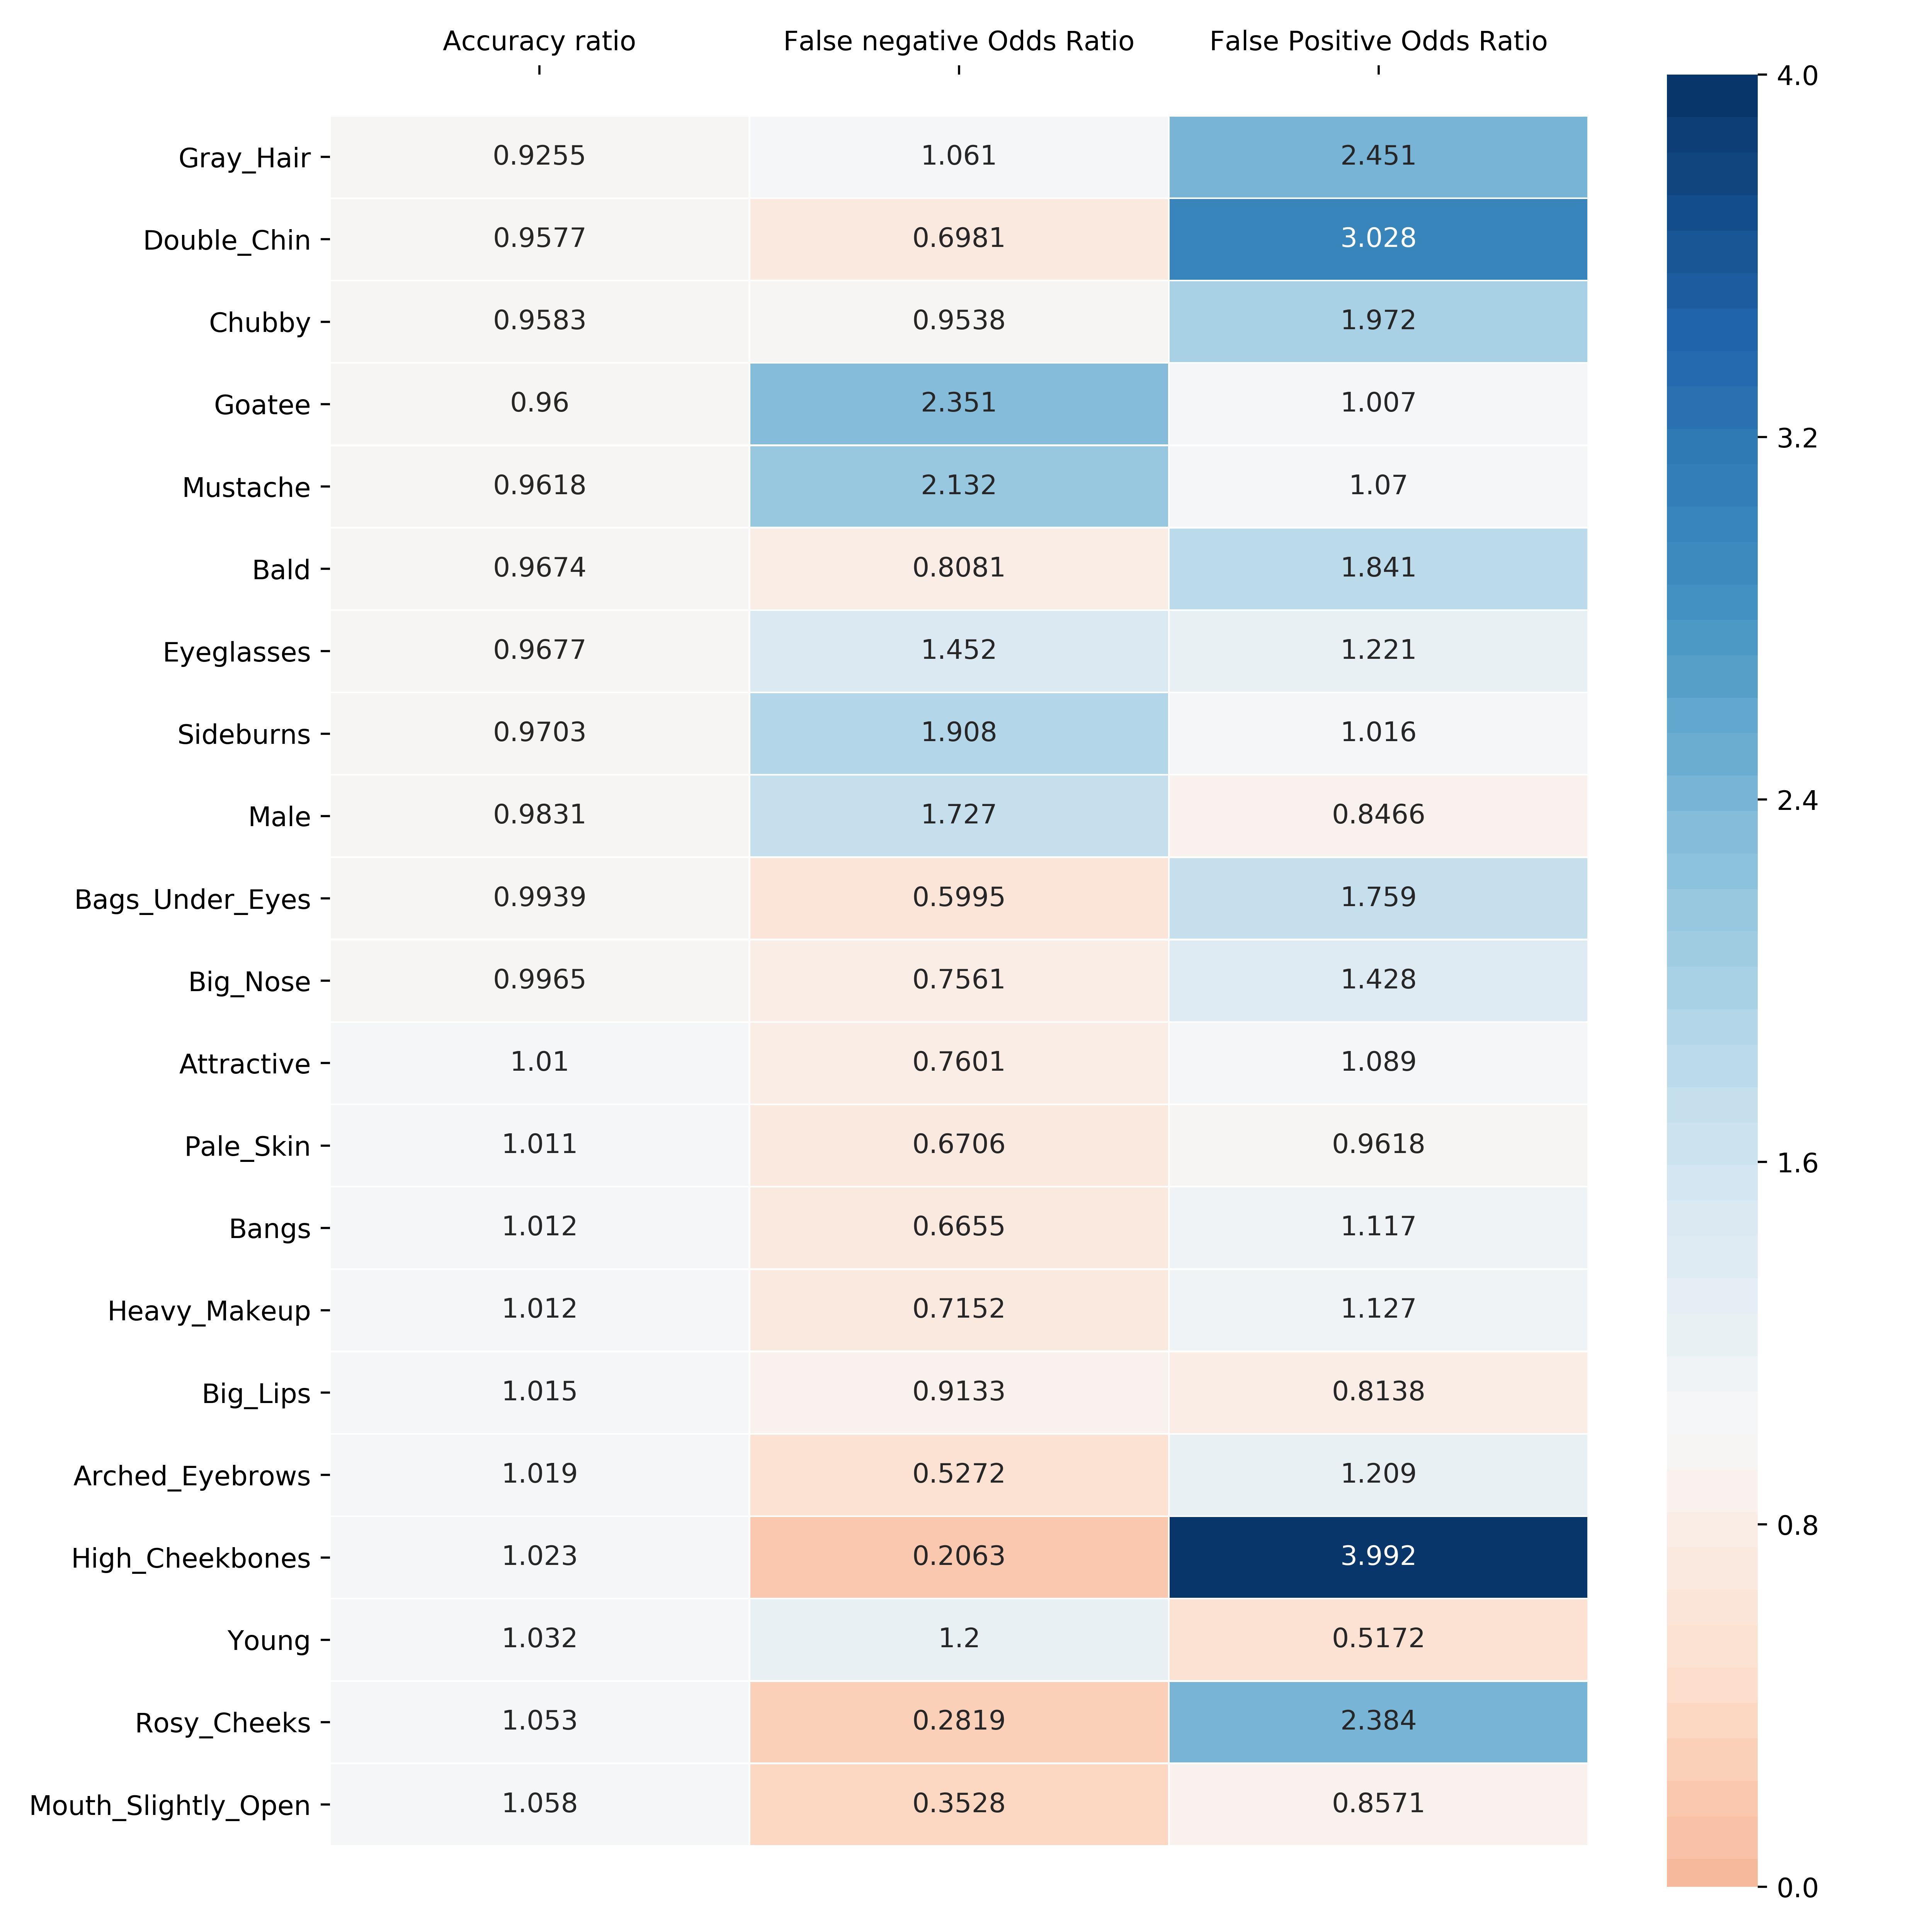 Accuracy ratio False negative Odds Ratio False Positive Odds Ratio
4.0
Gray_Hair 0.9255 1.061 2.451
Double_Chin 0.9577 0.6981 3.028
Chubby 0.9583 0.9538 1.972
Goatee 0.96 2.351 1.007
3.2
Mustache 0.9618 2.132 1.07
Bald 0.9674 0.8081 1.841
Eyeglasses 0.9677 1.452 1.221
Sideburns 0.9703 1.908 1.016
2.4
Male 0.9831 1.727 0.8466
Bags_Under_Eyes 0.9939 0.5995 1.759
Big_Nose 0.9965 0.7561 1.428
Attractive 1.01 0.7601 1.089
Pale_Skin 1.011 0.6706 0.9618
1.6
Bangs 1.012 0.6655 1.117
Heavy_Makeup 1.012 0.7152 1.127
Big_Lips 1.015 0.9133 0.8138
Arched_Eyebrows 1.019 0.5272 1.209
0.8
High_Cheekbones 1.023 0.2063 3.992
Young 1.032 1.2 0.5172
Rosy_Cheeks 1.053 0.2819 2.384
Mouth_Slightly_Open 1.058 0.3528 0.8571
0.0